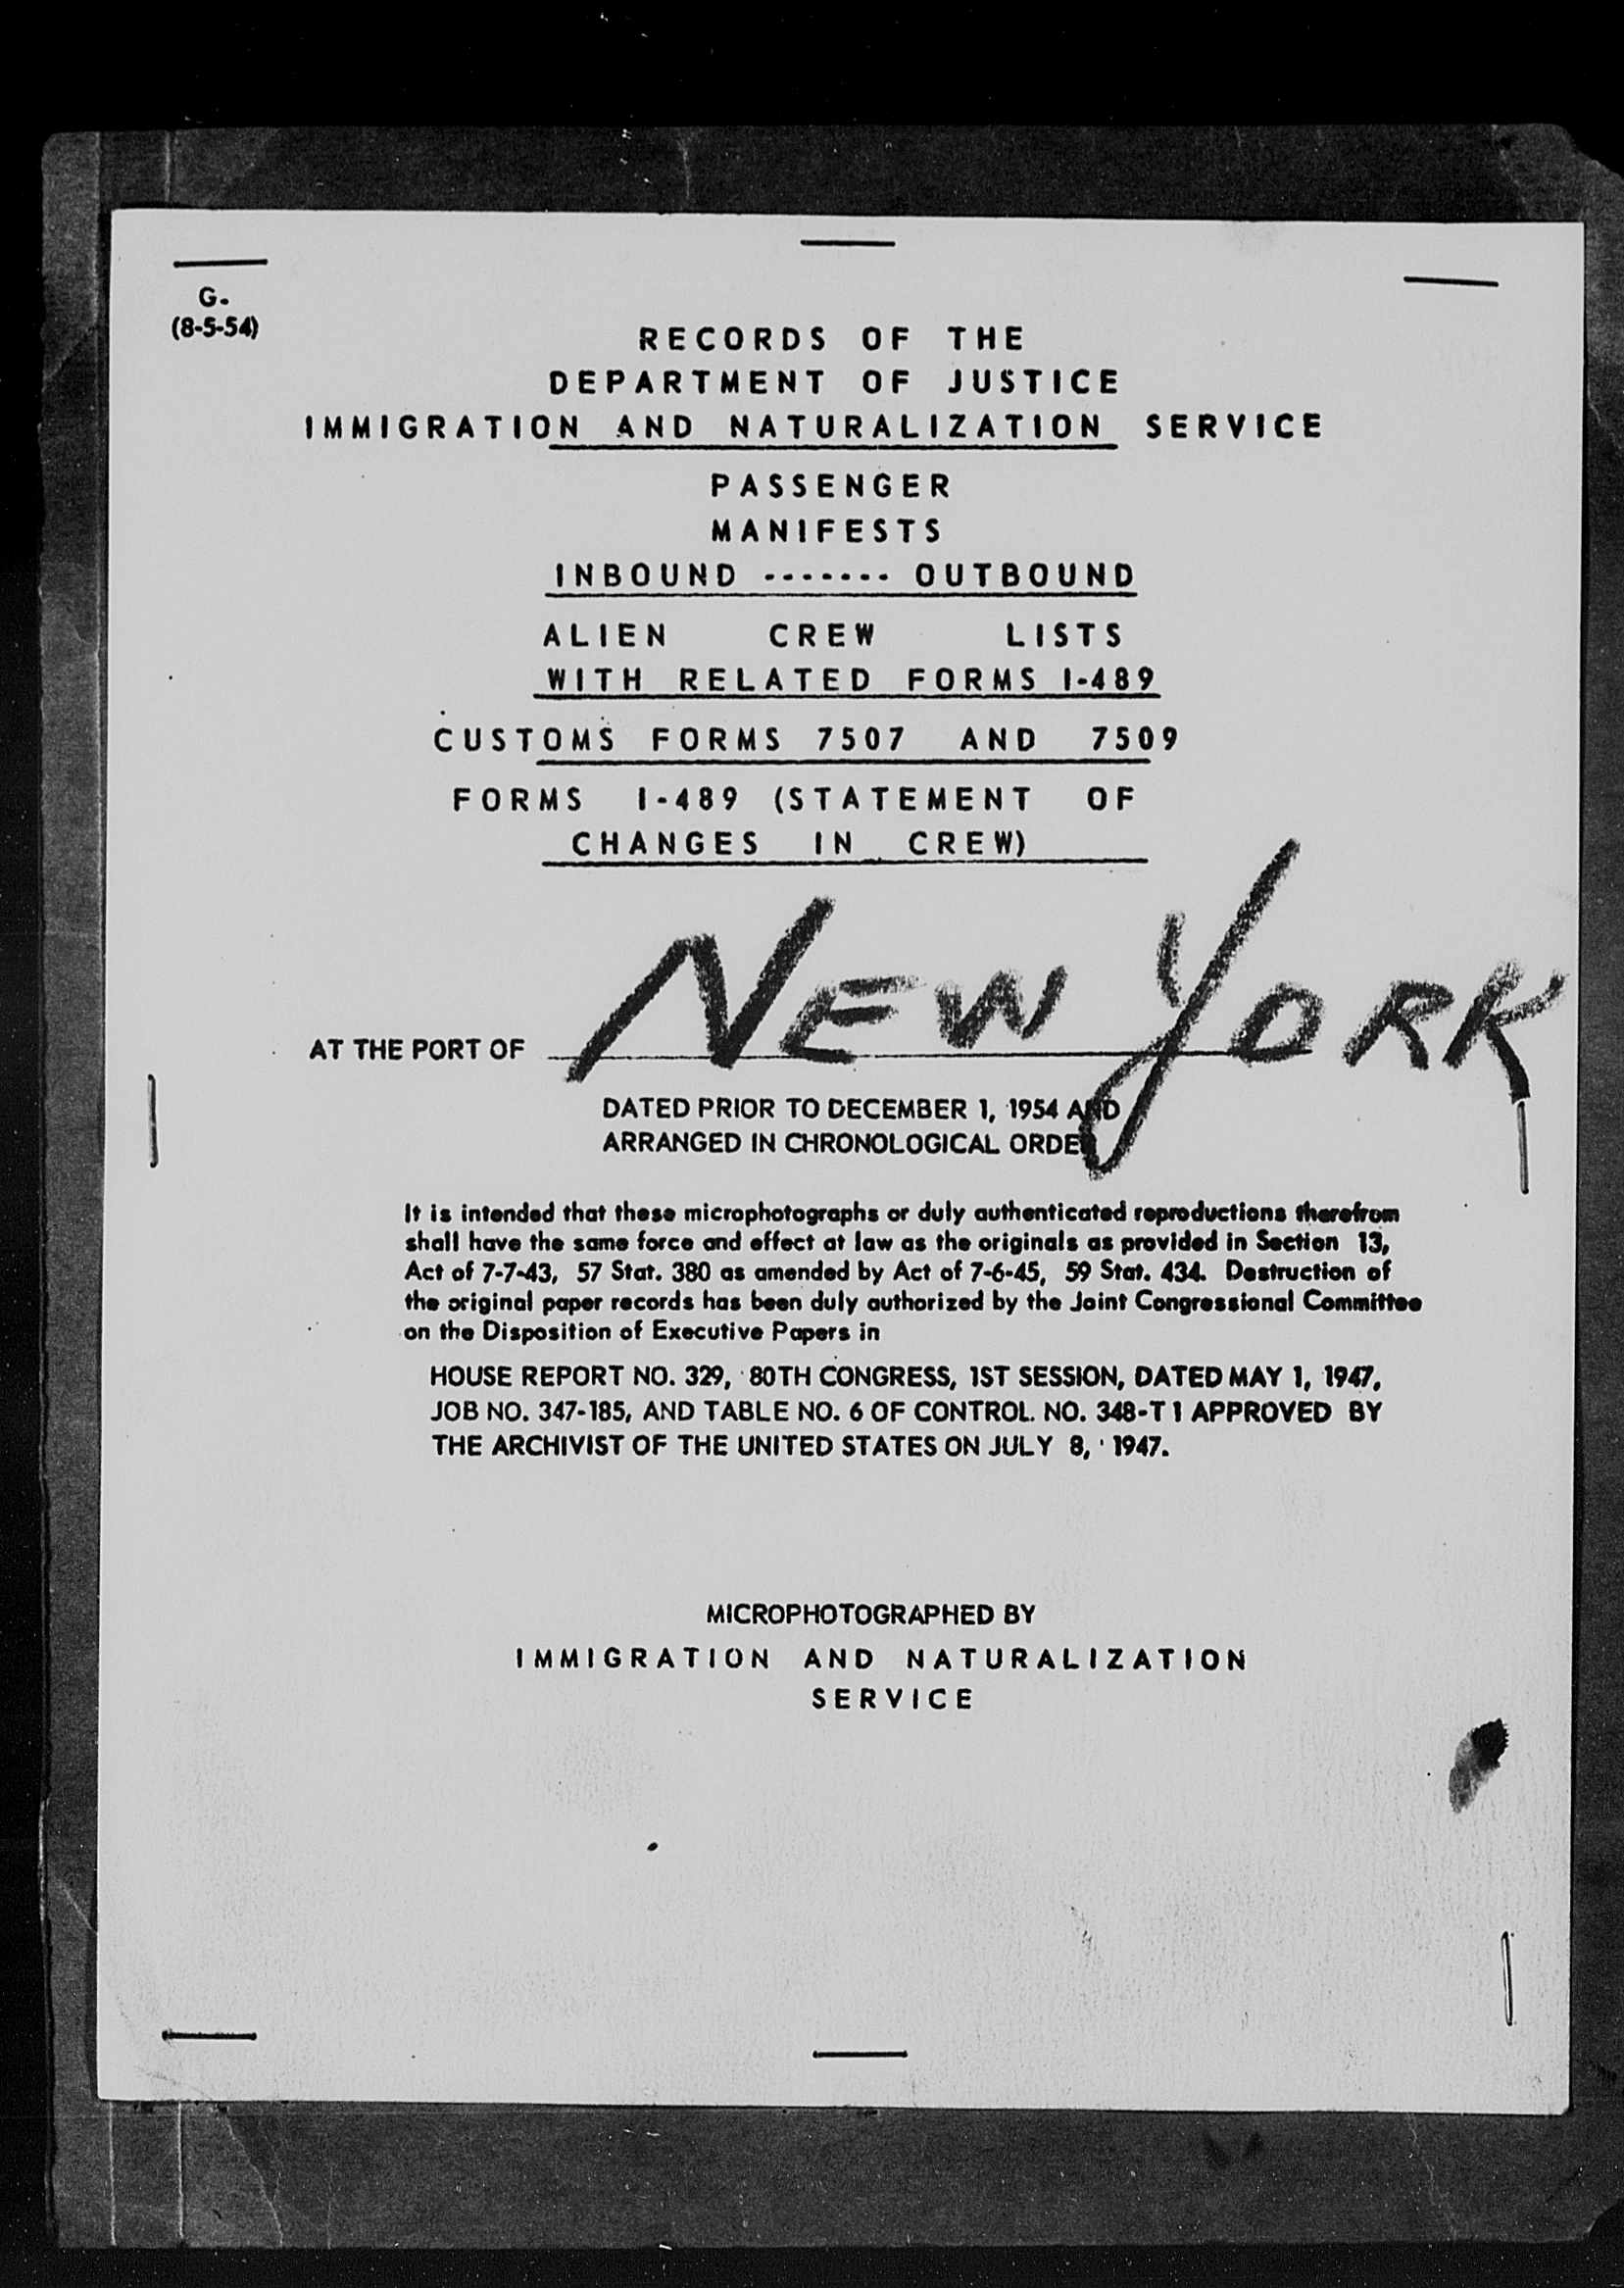 G.
(8-5-54)
RECORDS OF THE
DEPARTMENT OF JUSTICE
IMMIGRATION AND NATURALIZATION SERVICE
PASSENGER
MANIFESTS
INBOUND ------- OUTBOUND
ALIEN CREW LISTS
WITH RELATED FORMS I-489
CUSTOMS FORMS 7507 AND 7509
FORMS I-489 (STATEMENT OF
CHANGES IN CREW)
AT THE PORT OF NEW YORK
DATED PRIOR TO DECEMBER 1, 1954 AND
ARRANGED IN CHRONOLOGICAL ORDER
It is intended that these microphotographs or duly authenticated reproductions therefrom
shall have the same force and effect at law as the originals as provided in Section 13,
Act of 7-7-43, 57 Stat. 380 as amended by Act of 7-6-45, 59 Stat. 434. Destruction of
the original paper records has been duly authorized by the Joint Congressional Committee
on the Disposition of Executive Papers in
HOUSE REPORT NO. 329, 80TH CONGRESS, 1ST SESSION, DATED MAY 1, 1947,
JOB NO. 347-185, AND TABLE NO. 6 OF CONTROL NO. 348-T1 APPROVED BY
THE ARCHIVIST OF THE UNITED STATES ON JULY 8, 1947.
MICROPHOTOGRAPHED BY
IMMIGRATION AND NATURALIZATION
SERVICE